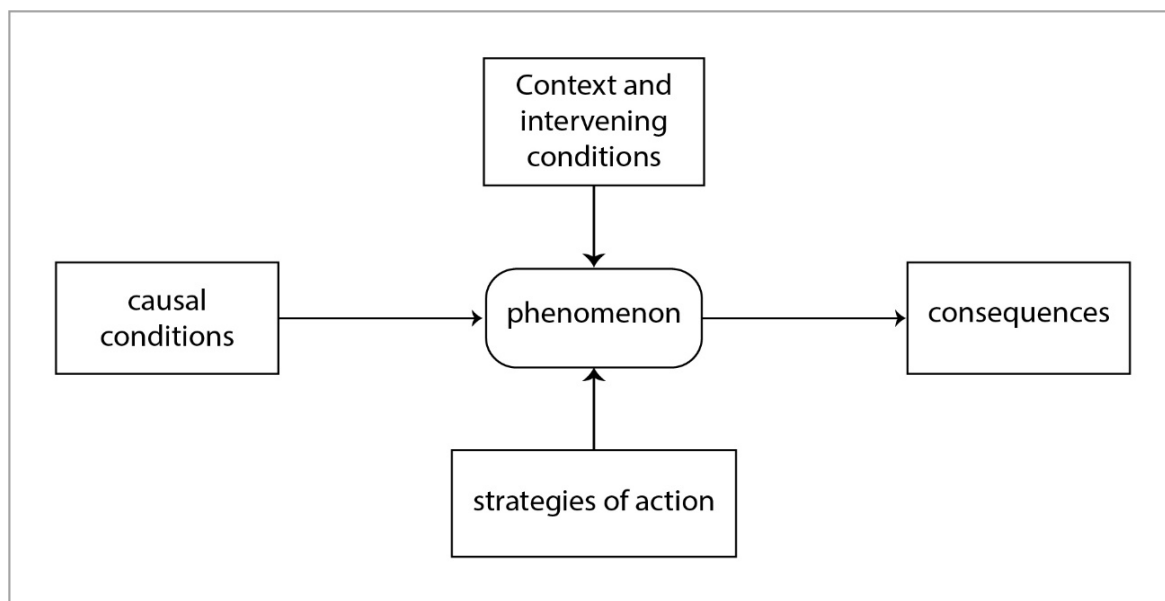 Context and
intervening
conditions
causal
conditions
phenomenon
consequences
strategies of action